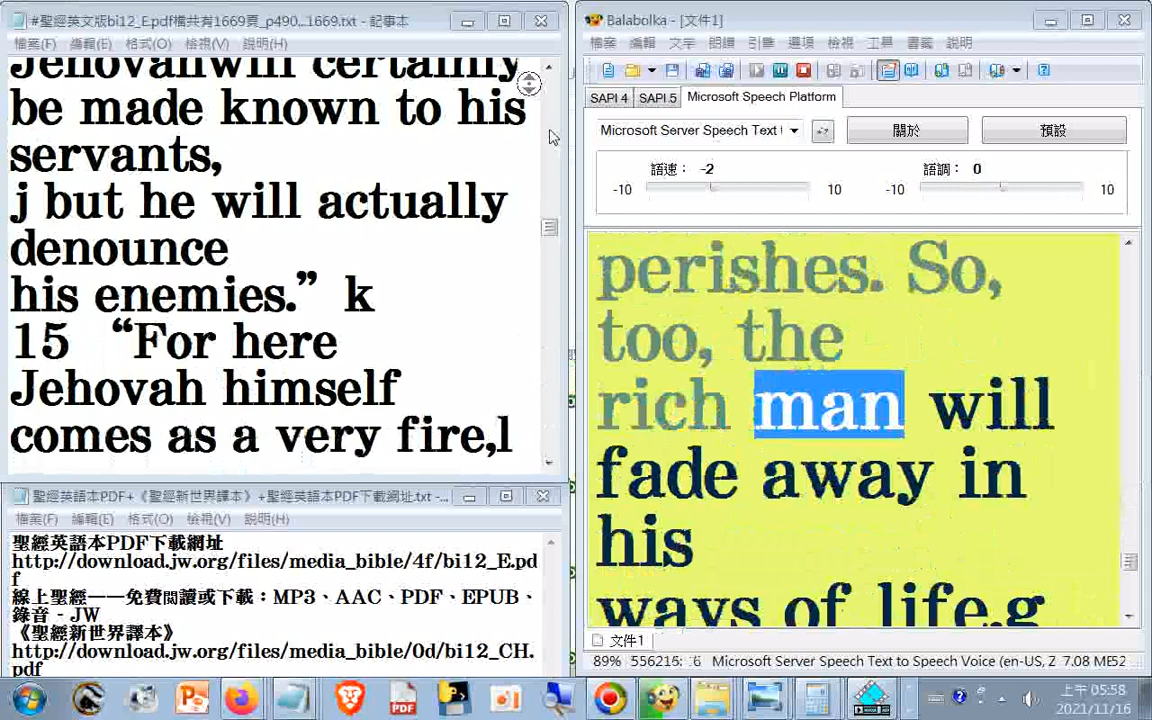 #聖經英文版bi12_E.pdf檔共有1669頁_p490...1669.txt - 記事本
檔案(F) 編輯(E) 格式(O) 檢視(V) 說明(H)
Jehovahwill certainly
be made known to his
servants,
j but he will actually
denounce
his enemies.” k
15 “For here
Jehovah himself
comes as a very fire,l
聖經英語本PDF+《聖經新世界譯本》+聖經英語本PDF下載網址.txt -...
檔案(F) 編輯(E) 格式(O) 檢視(V) 說明(H)
聖經英語本PDF下載網址
http://download.jw.org/files/media_bible/4f/bi12_E.pd
f
線上聖經——免費閱讀或下載：MP3、AAC、PDF、EPUB、
錄音 - JW
《聖經新世界譯本》
http://download.jw.org/files/media_bible/0d/bi12_CH.
pdf
Balabolka - [文件1]
檔案 編輯 文字 朗讀 引擎 選項 檢視 工具 書籤 說明
SAPI 4 SAPI 5 Microsoft Speech Platform
Microsoft Server Speech Text 關於 預設
語速： -2 語調： 0
-10 10 -10 10
perishes. So,
too, the
rich man will
fade away in
his
ways of life.g
文件1
89% 556215: 6 Microsoft Server Speech Text to Speech Voice (en-US, Z 7.08 ME52
PDF
上午 05:58
2021/11/16